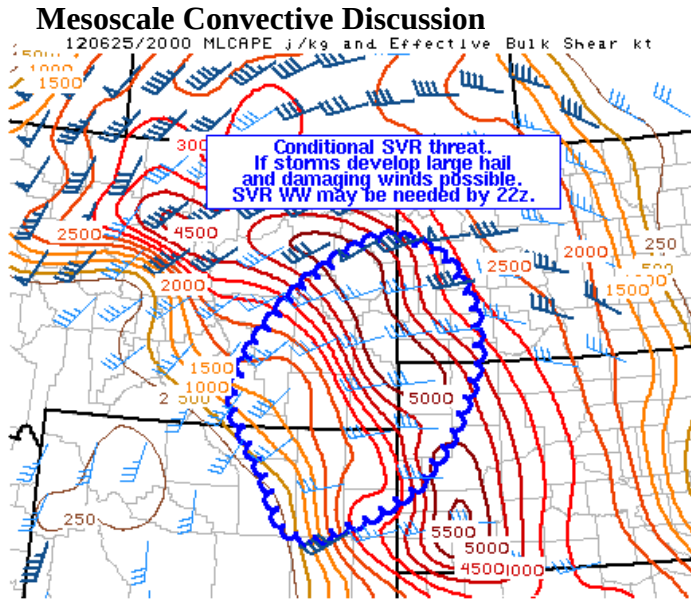 Mesoscale Convective Discussion
120625/2000 MLCAPE j/kg and Effective Bulk Shear kt
1000
1500
Conditional SVR threat.
If storms develop large hail
and damaging winds possible.
SVR WW may be needed by 22z.
2500
4500
2000
250
2000
2500
1500
1500
1000
5000
250
5500
5000
4500
1000